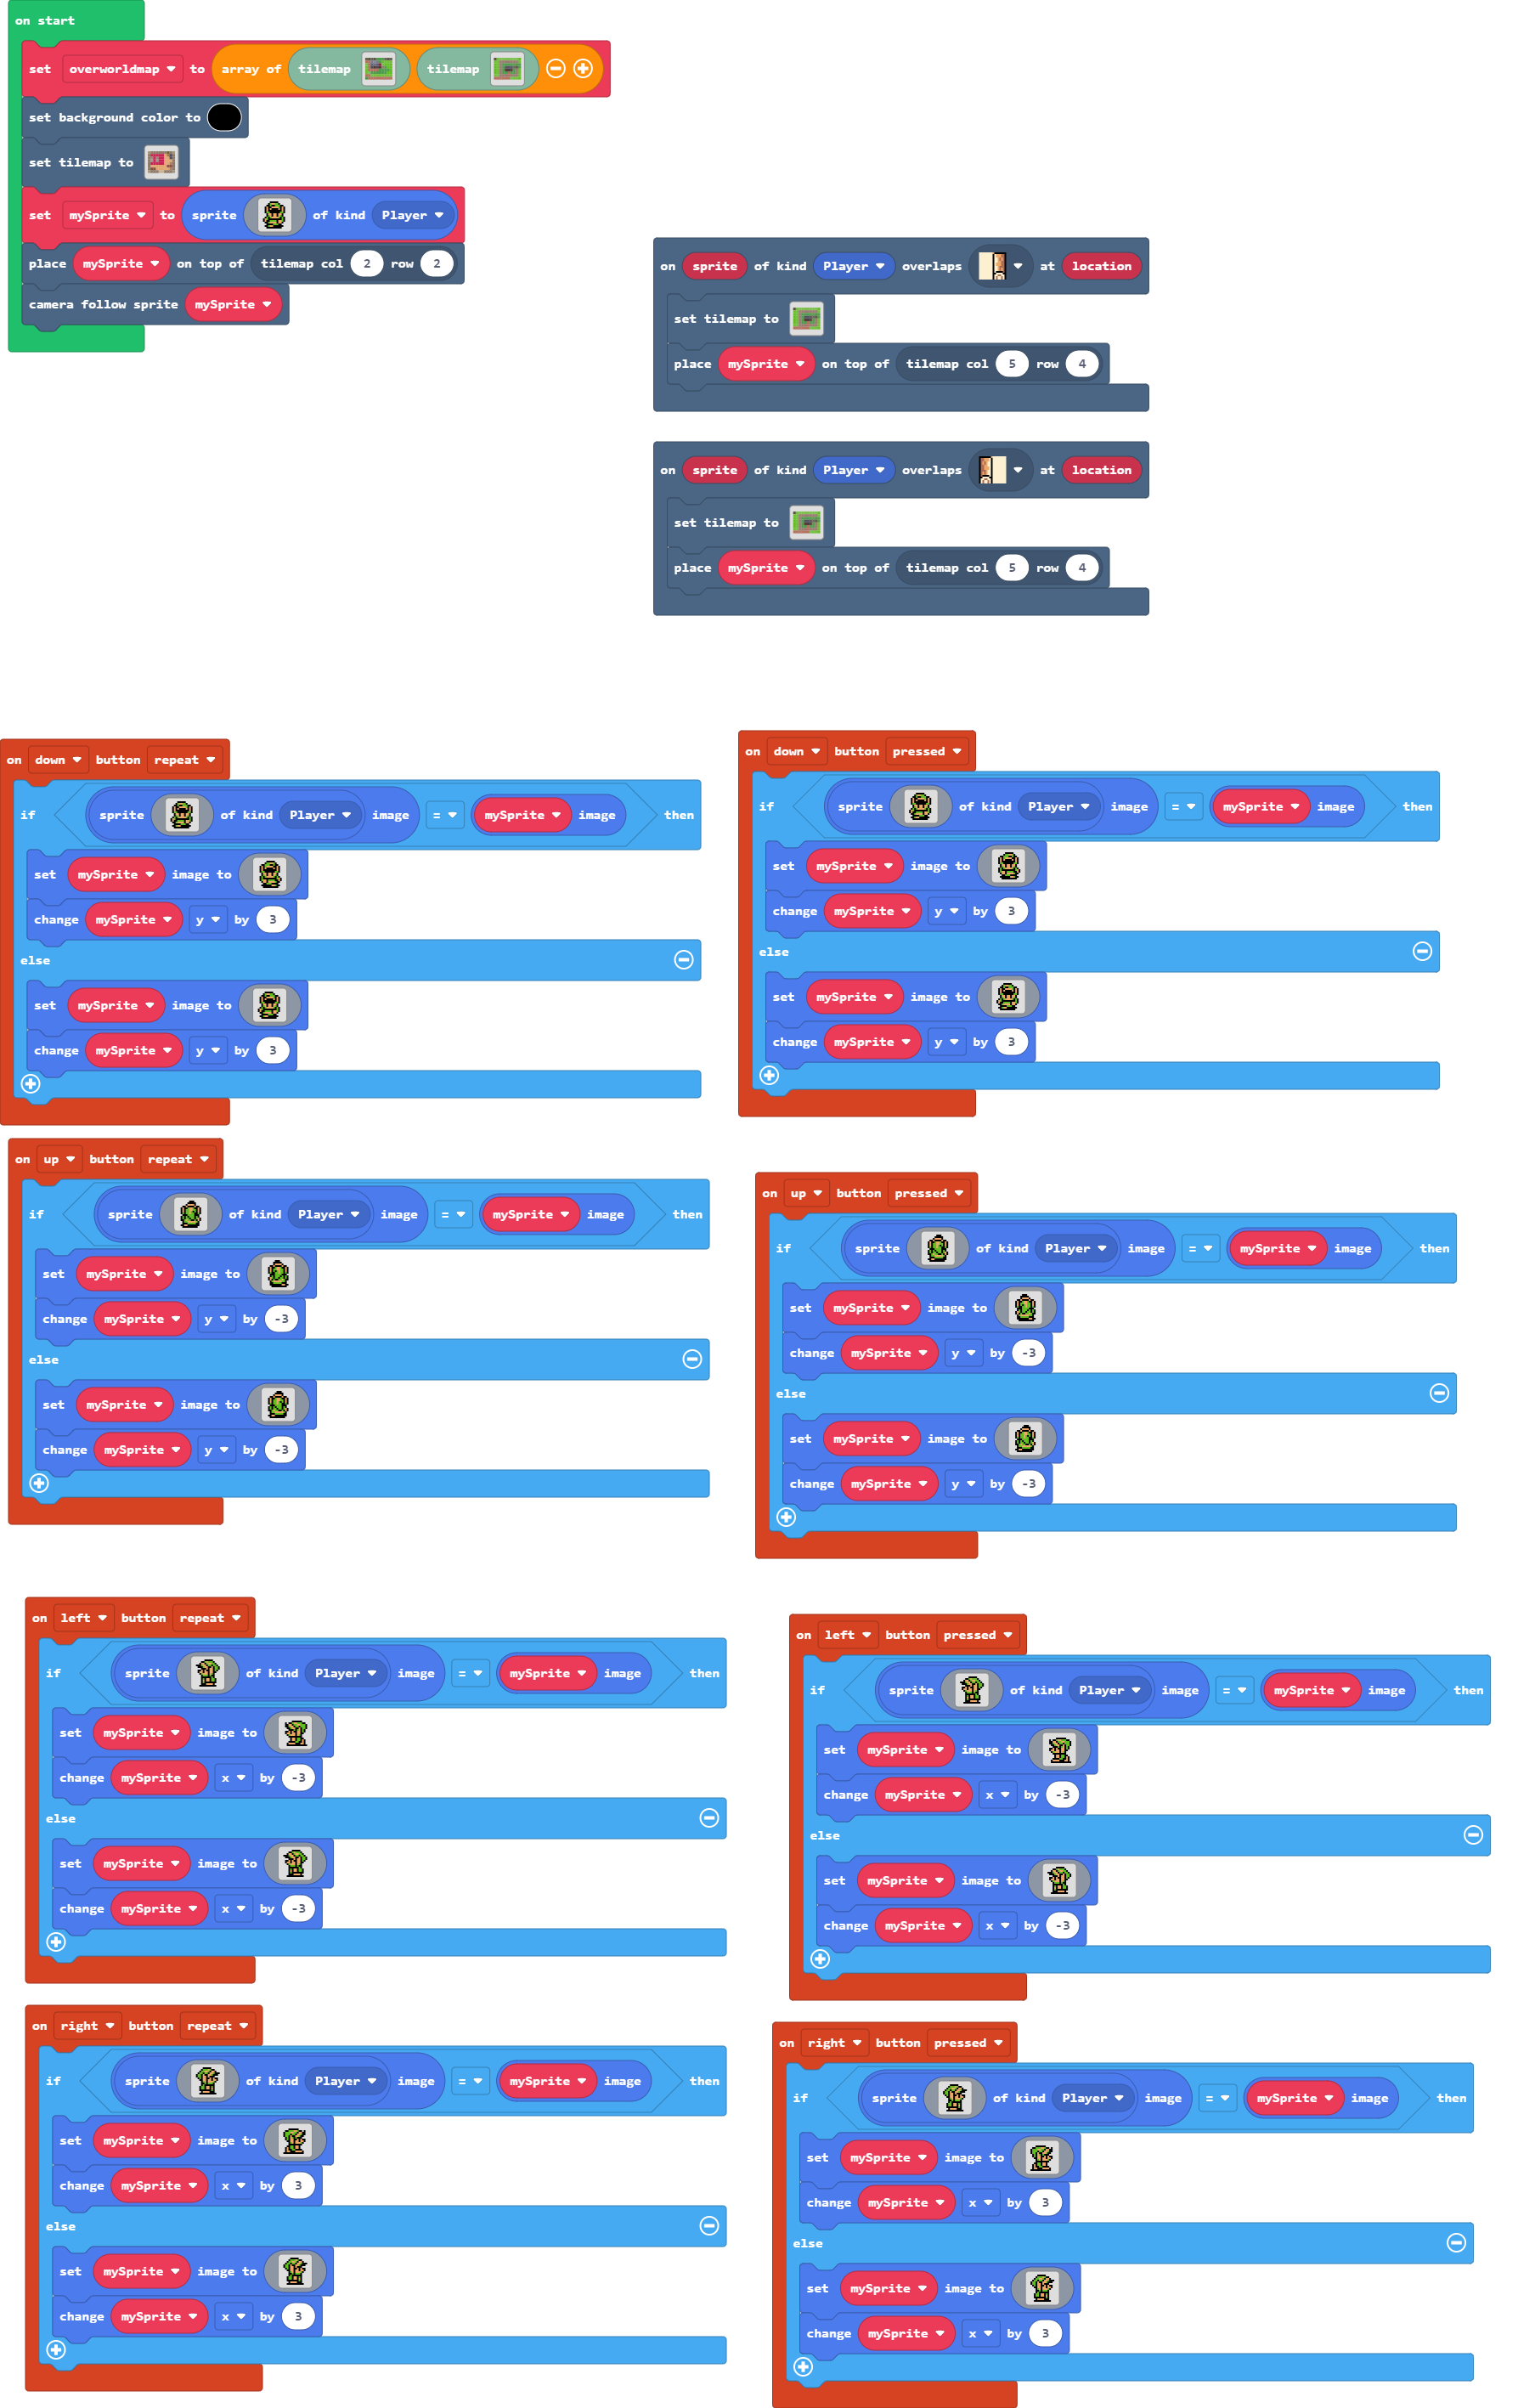 on start
set overworldmap to array of tilemap tilemap
set background color to
set tilemap to
set mySprite to sprite of kind Player
place mySprite on top of tilemap col 2 row 2
camera follow sprite mySprite
on sprite of kind Player overlaps at location
set tilemap to
place mySprite on top of tilemap col 5 row 4
on sprite of kind Player overlaps at location
set tilemap to
place mySprite on top of tilemap col 5 row 4
on down button repeat
if sprite of kind Player image = mySprite image then
set mySprite image to
change mySprite y by 3
else
set mySprite image to
change mySprite y by 3
on down button pressed
if sprite of kind Player image = mySprite image then
set mySprite image to
change mySprite y by 3
else
set mySprite image to
change mySprite y by 3
on up button repeat
if sprite of kind Player image = mySprite image then
set mySprite image to
change mySprite y by -3
else
set mySprite image to
change mySprite y by -3
on up button pressed
if sprite of kind Player image = mySprite image then
set mySprite image to
change mySprite y by -3
else
set mySprite image to
change mySprite y by -3
on left button repeat
if sprite of kind Player image = mySprite image then
set mySprite image to
change mySprite x by -3
else
set mySprite image to
change mySprite x by -3
on left button pressed
if sprite of kind Player image = mySprite image then
set mySprite image to
change mySprite x by -3
else
set mySprite image to
change mySprite x by -3
on right button repeat
if sprite of kind Player image = mySprite image then
set mySprite image to
change mySprite x by 3
else
set mySprite image to
change mySprite x by 3
on right button pressed
if sprite of kind Player image = mySprite image then
set mySprite image to
change mySprite x by 3
else
set mySprite image to
change mySprite x by 3